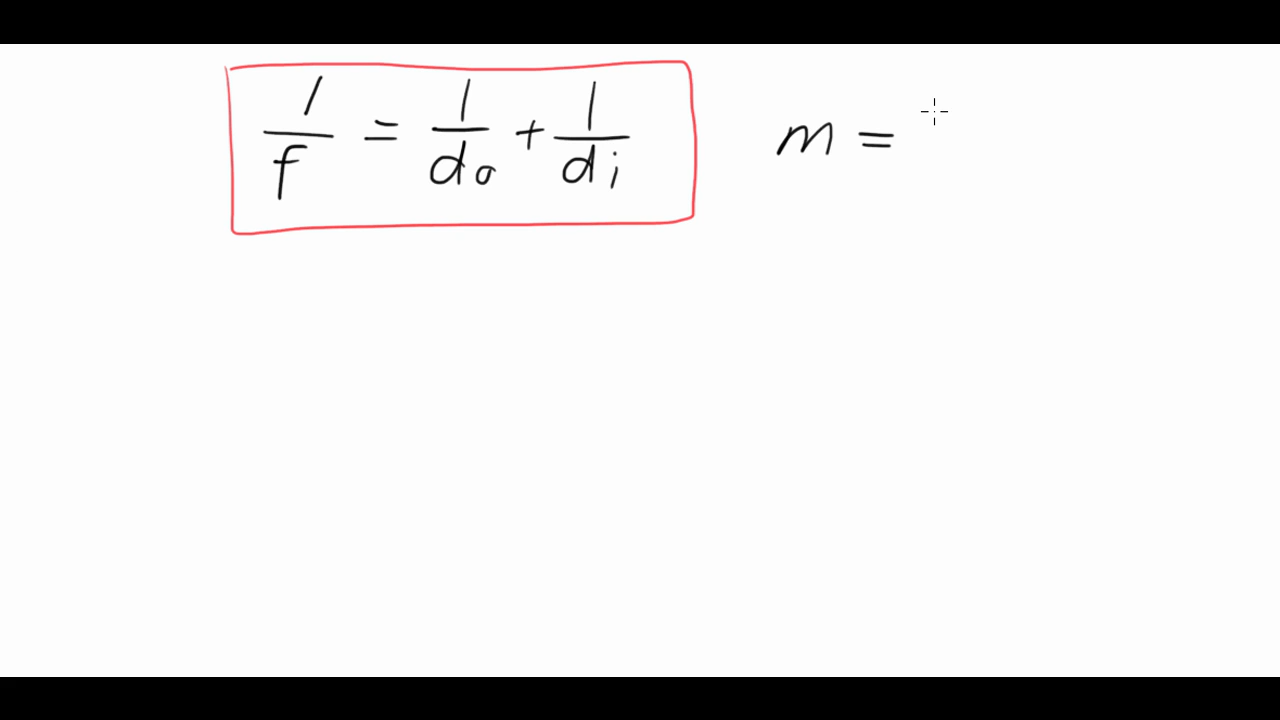 1/f = 1/do + 1/di m =